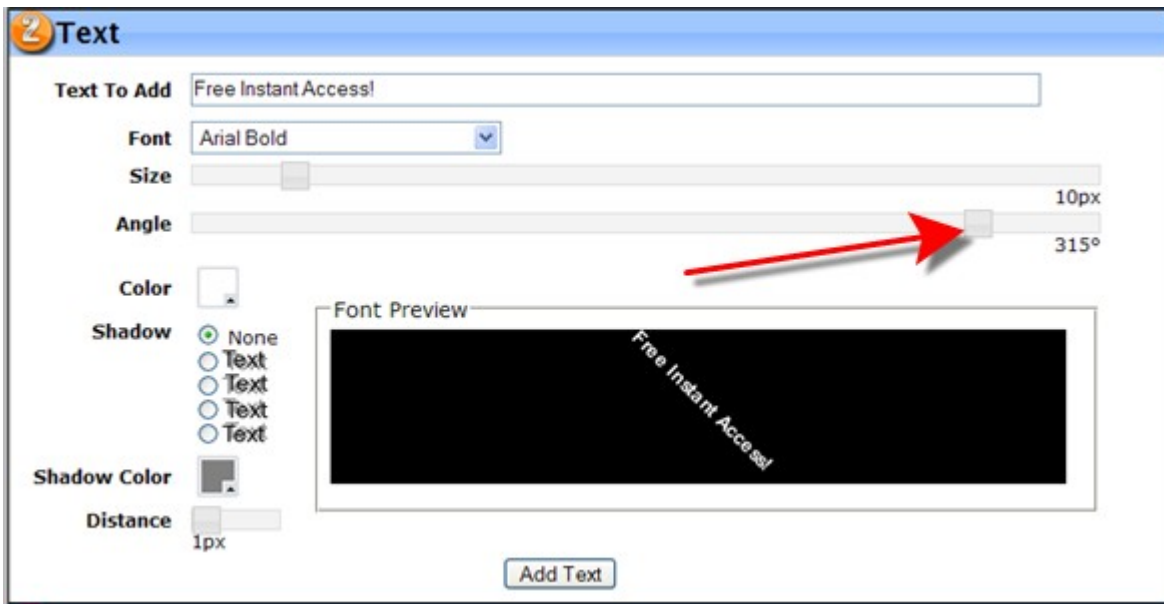 2 Text
Text To Add Free Instant Access!
Font Arial Bold
Size
10px
Angle
315º
Color
Font Preview
Shadow None
Text
Text
Text
Text
Free Instant Access!
Shadow Color
Distance
1px
Add Text